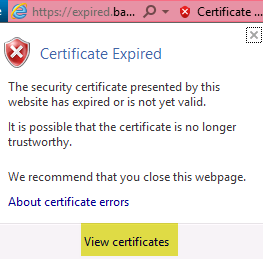 https://expired.ba... Certificate ...
Certificate Expired
The security certificate presented by this
website has expired or is not yet valid.
It is possible that the certificate is no longer
trustworthy.
We recommend that you close this webpage.
About certificate errors
View certificates